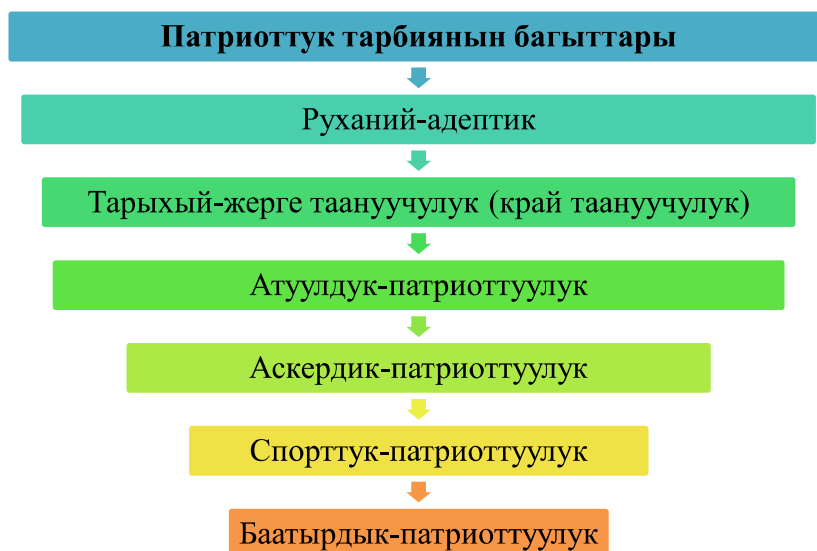 Патриоттук тарбиянын багыттары
Руханий-адептик
Тарыхый-жерге таануучулук (край таануучулук)
Атуулдук-патриоттуулук
Аскердик-патриоттуулук
Спорттук-патриоттуулук
Баатырдык-патриоттуулук